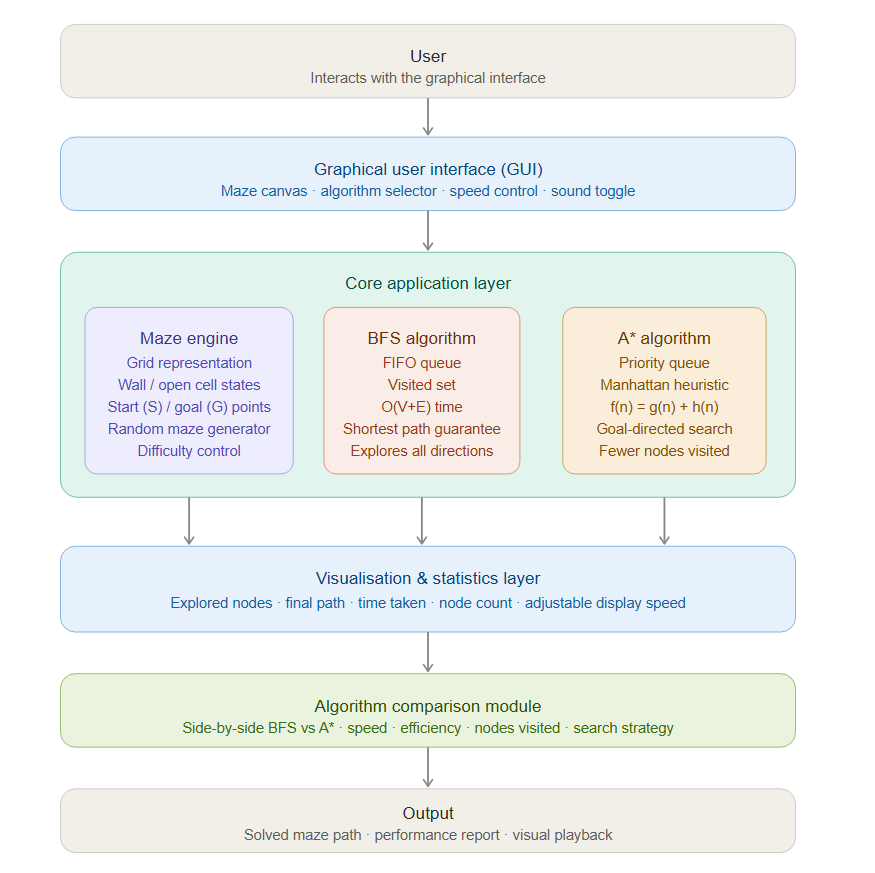 User
Interacts with the graphical interface
Graphical user interface (GUI)
Maze canvas · algorithm selector · speed control · sound toggle
Core application layer
Maze engine
Grid representation
Wall / open cell states
Start (S) / goal (G) points
Random maze generator
Difficulty control
BFS algorithm
FIFO queue
Visited set
O(V+E) time
Shortest path guarantee
Explores all directions
A* algorithm
Priority queue
Manhattan heuristic
f(n) = g(n) + h(n)
Goal-directed search
Fewer nodes visited
Visualisation & statistics layer
Explored nodes · final path · time taken · node count · adjustable display speed
Algorithm comparison module
Side-by-side BFS vs A* · speed · efficiency · nodes visited · search strategy
Output
Solved maze path · performance report · visual playback